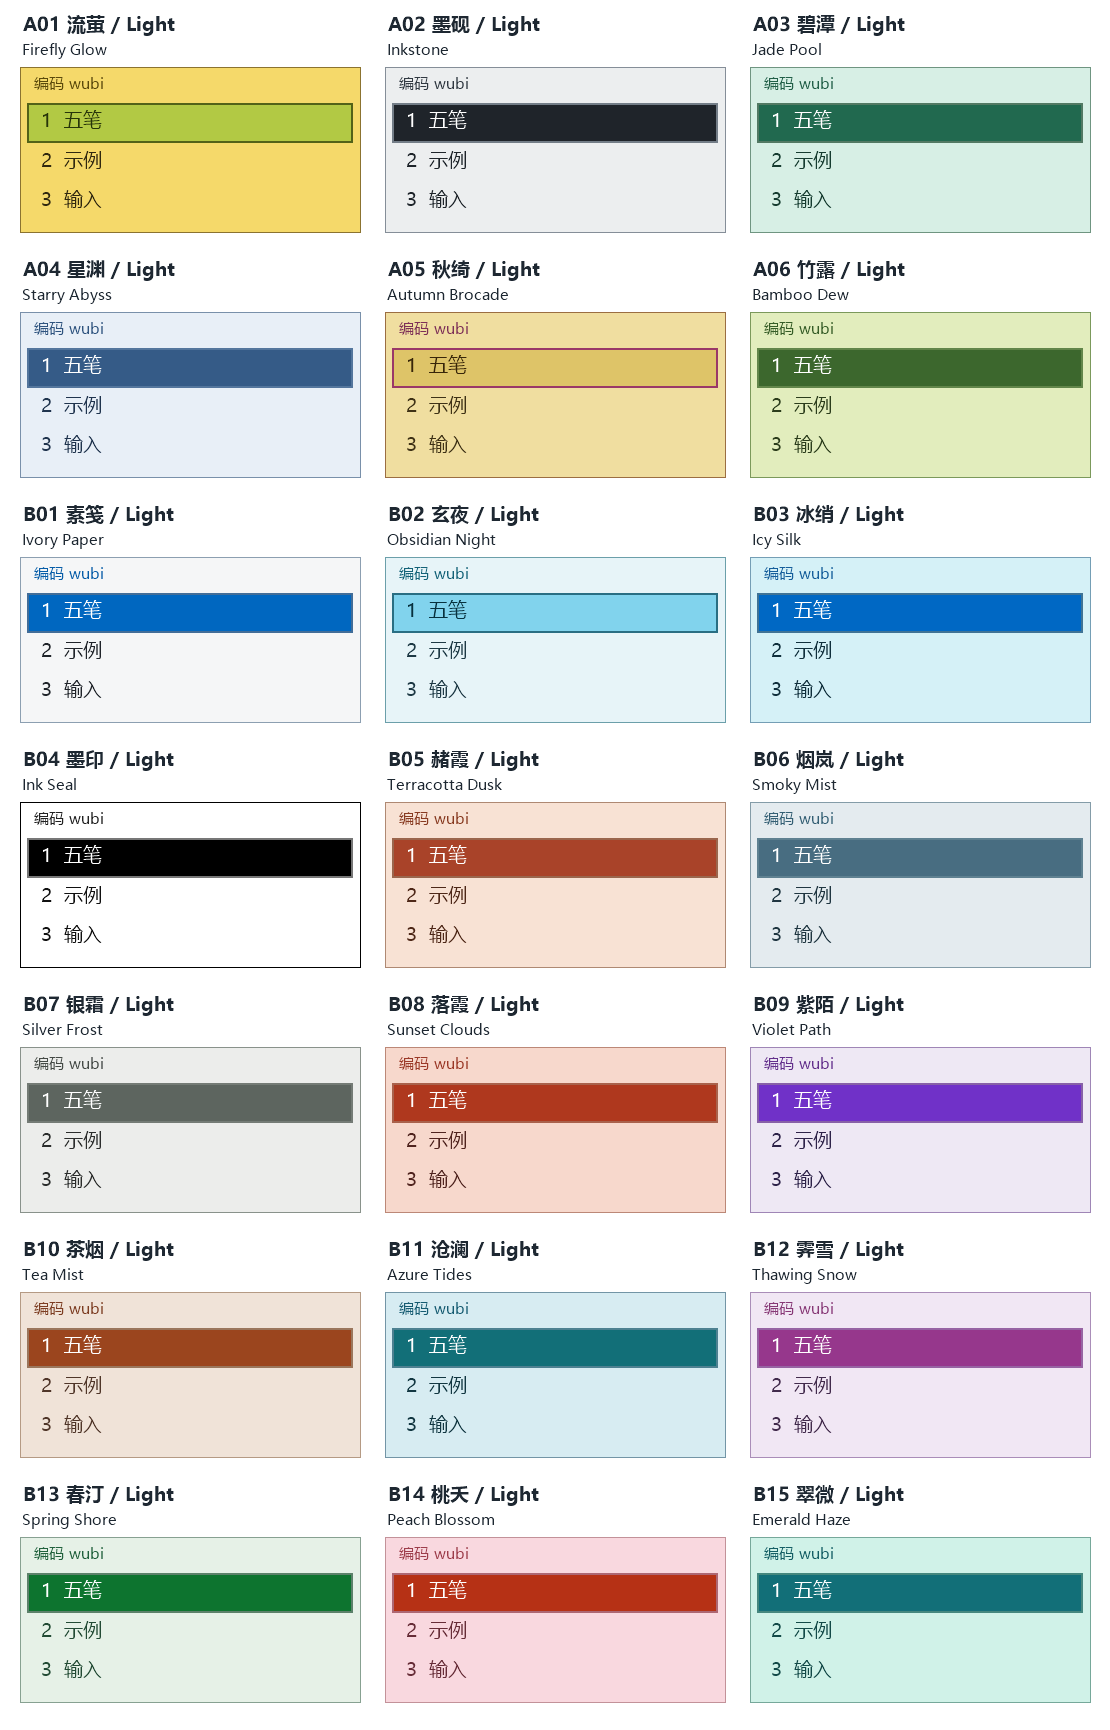 A01 流萤 / Light
Firefly Glow
编码 wubi
1 五笔
2 示例
3 输入
A02 墨砚 / Light
Inkstone
编码 wubi
1 五笔
2 示例
3 输入
A03 碧潭 / Light
Jade Pool
编码 wubi
1 五笔
2 示例
3 输入
A04 星渊 / Light
Starry Abyss
编码 wubi
1 五笔
2 示例
3 输入
A05 秋绮 / Light
Autumn Brocade
编码 wubi
1 五笔
2 示例
3 输入
A06 竹露 / Light
Bamboo Dew
编码 wubi
1 五笔
2 示例
3 输入
B01 素笺 / Light
Ivory Paper
编码 wubi
1 五笔
2 示例
3 输入
B02 玄夜 / Light
Obsidian Night
编码 wubi
1 五笔
2 示例
3 输入
B03 冰绡 / Light
Icy Silk
编码 wubi
1 五笔
2 示例
3 输入
B04 墨印 / Light
Ink Seal
编码 wubi
1 五笔
2 示例
3 输入
B05 赭霞 / Light
Terracotta Dusk
编码 wubi
1 五笔
2 示例
3 输入
B06 烟岚 / Light
Smoky Mist
编码 wubi
1 五笔
2 示例
3 输入
B07 银霜 / Light
Silver Frost
编码 wubi
1 五笔
2 示例
3 输入
B08 落霞 / Light
Sunset Clouds
编码 wubi
1 五笔
2 示例
3 输入
B09 紫陌 / Light
Violet Path
编码 wubi
1 五笔
2 示例
3 输入
B10 茶烟 / Light
Tea Mist
编码 wubi
1 五笔
2 示例
3 输入
B11 沧澜 / Light
Azure Tides
编码 wubi
1 五笔
2 示例
3 输入
B12 霁雪 / Light
Thawing Snow
编码 wubi
1 五笔
2 示例
3 输入
B13 春汀 / Light
Spring Shore
编码 wubi
1 五笔
2 示例
3 输入
B14 桃夭 / Light
Peach Blossom
编码 wubi
1 五笔
2 示例
3 输入
B15 翠微 / Light
Emerald Haze
编码 wubi
1 五笔
2 示例
3 输入